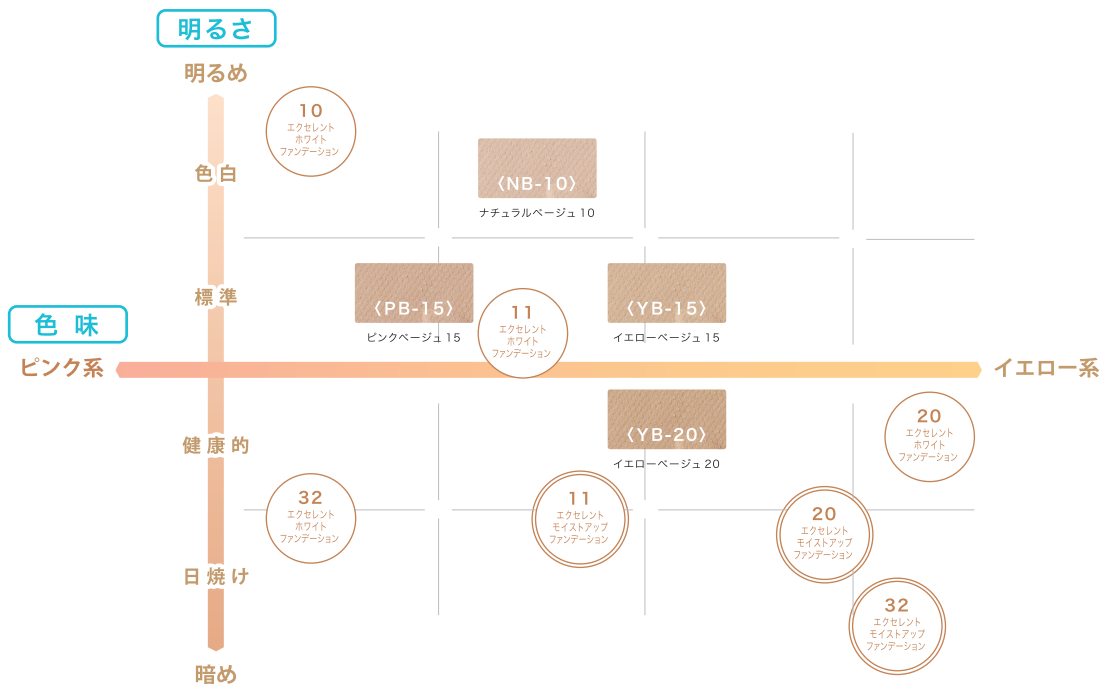 明るさ
明るめ
10
エクセレント
ホワイト
ファンデーション
色白
〈NB-10〉
ナチュラルベージュ10
標準
〈PB-15〉
ピンクベージュ15
11
エクセレント
ホワイト
ファンデーション
〈YB-15〉
イエローベージュ15
色味
ピンク系
イエロー系
健康的
〈YB-20〉
イエローベージュ20
20
エクセレント
ホワイト
ファンデーション
32
エクセレント
ホワイト
ファンデーション
11
エクセレント
モイストアップ
ファンデーション
20
エクセレント
モイストアップ
ファンデーション
日焼け
32
エクセレント
モイストアップ
ファンデーション
暗め